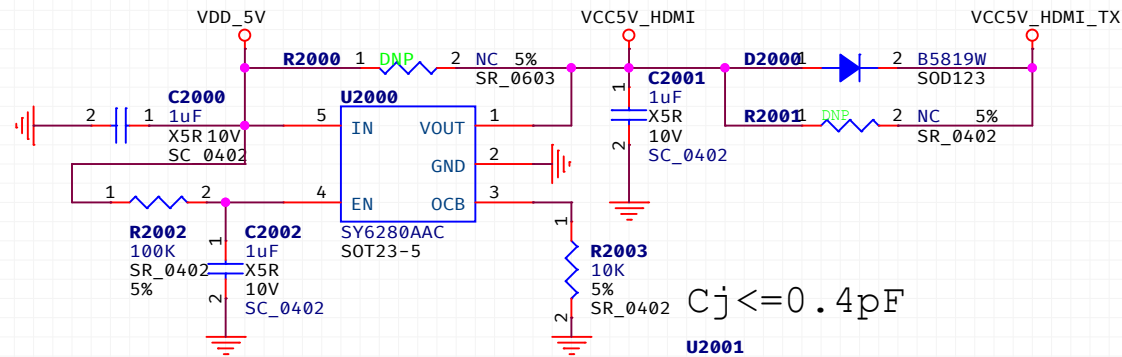 VDD_5V VCC5V_HDMI VCC5V_HDMI_TX
R2000 1 DNP 2 NC 5%
SR_0603
D2000 1 2 B5819W
SOD123
2 1 C2000
1uF
X5R 10V
SC_0402
U2000
5 IN VOUT 1
GND 2
4 EN OCB 3
SY6280AAC
SOT23-5
1 C2001
1uF
X5R
10V
2 SC_0402
R2001 1 DNP 2 NC 5%
SR_0402
1 2
R2002
100K
SR_0402
5%
1 C2002
1uF
X5R
10V
2 SC_0402
1 R2003
10K
5%
2 SR_0402
Cj<=0.4pF
U2001